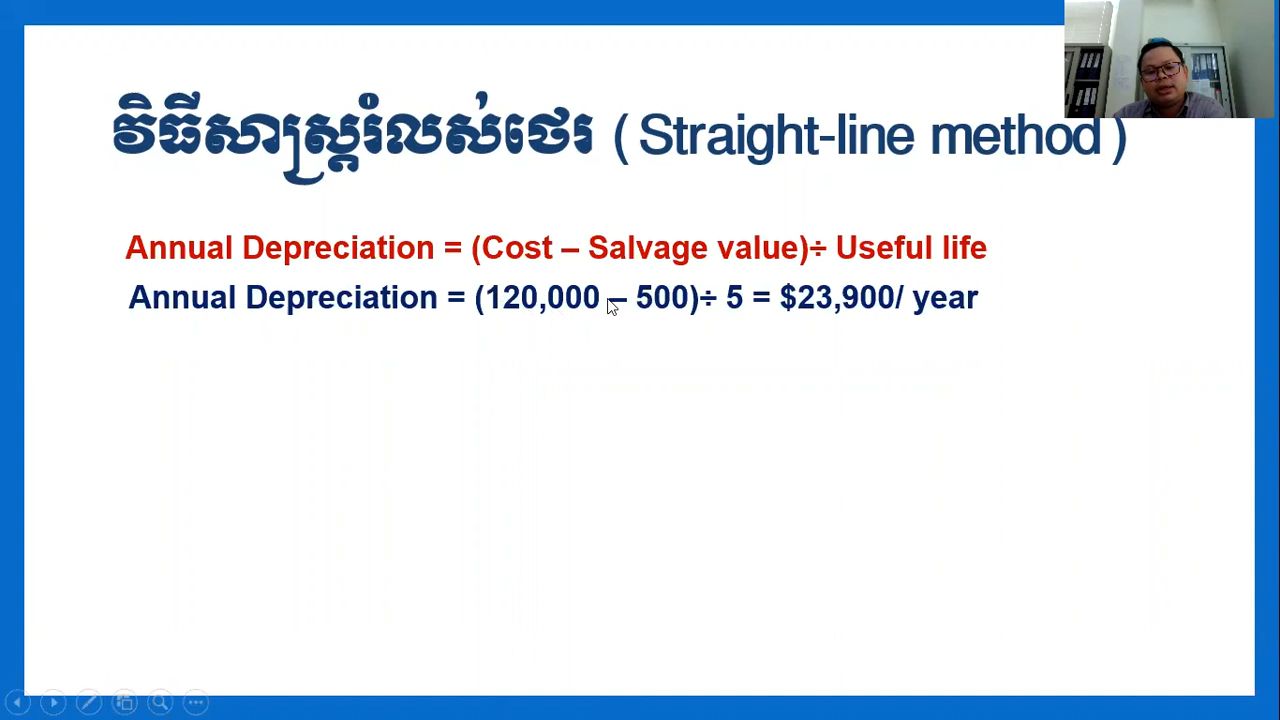 វិធីសាស្ត្ររំលស់ថេរ (Straight-line method)
Annual Depreciation = (Cost – Salvage value)÷ Useful life
Annual Depreciation = (120,000 – 500)÷ 5 = $23,900/ year